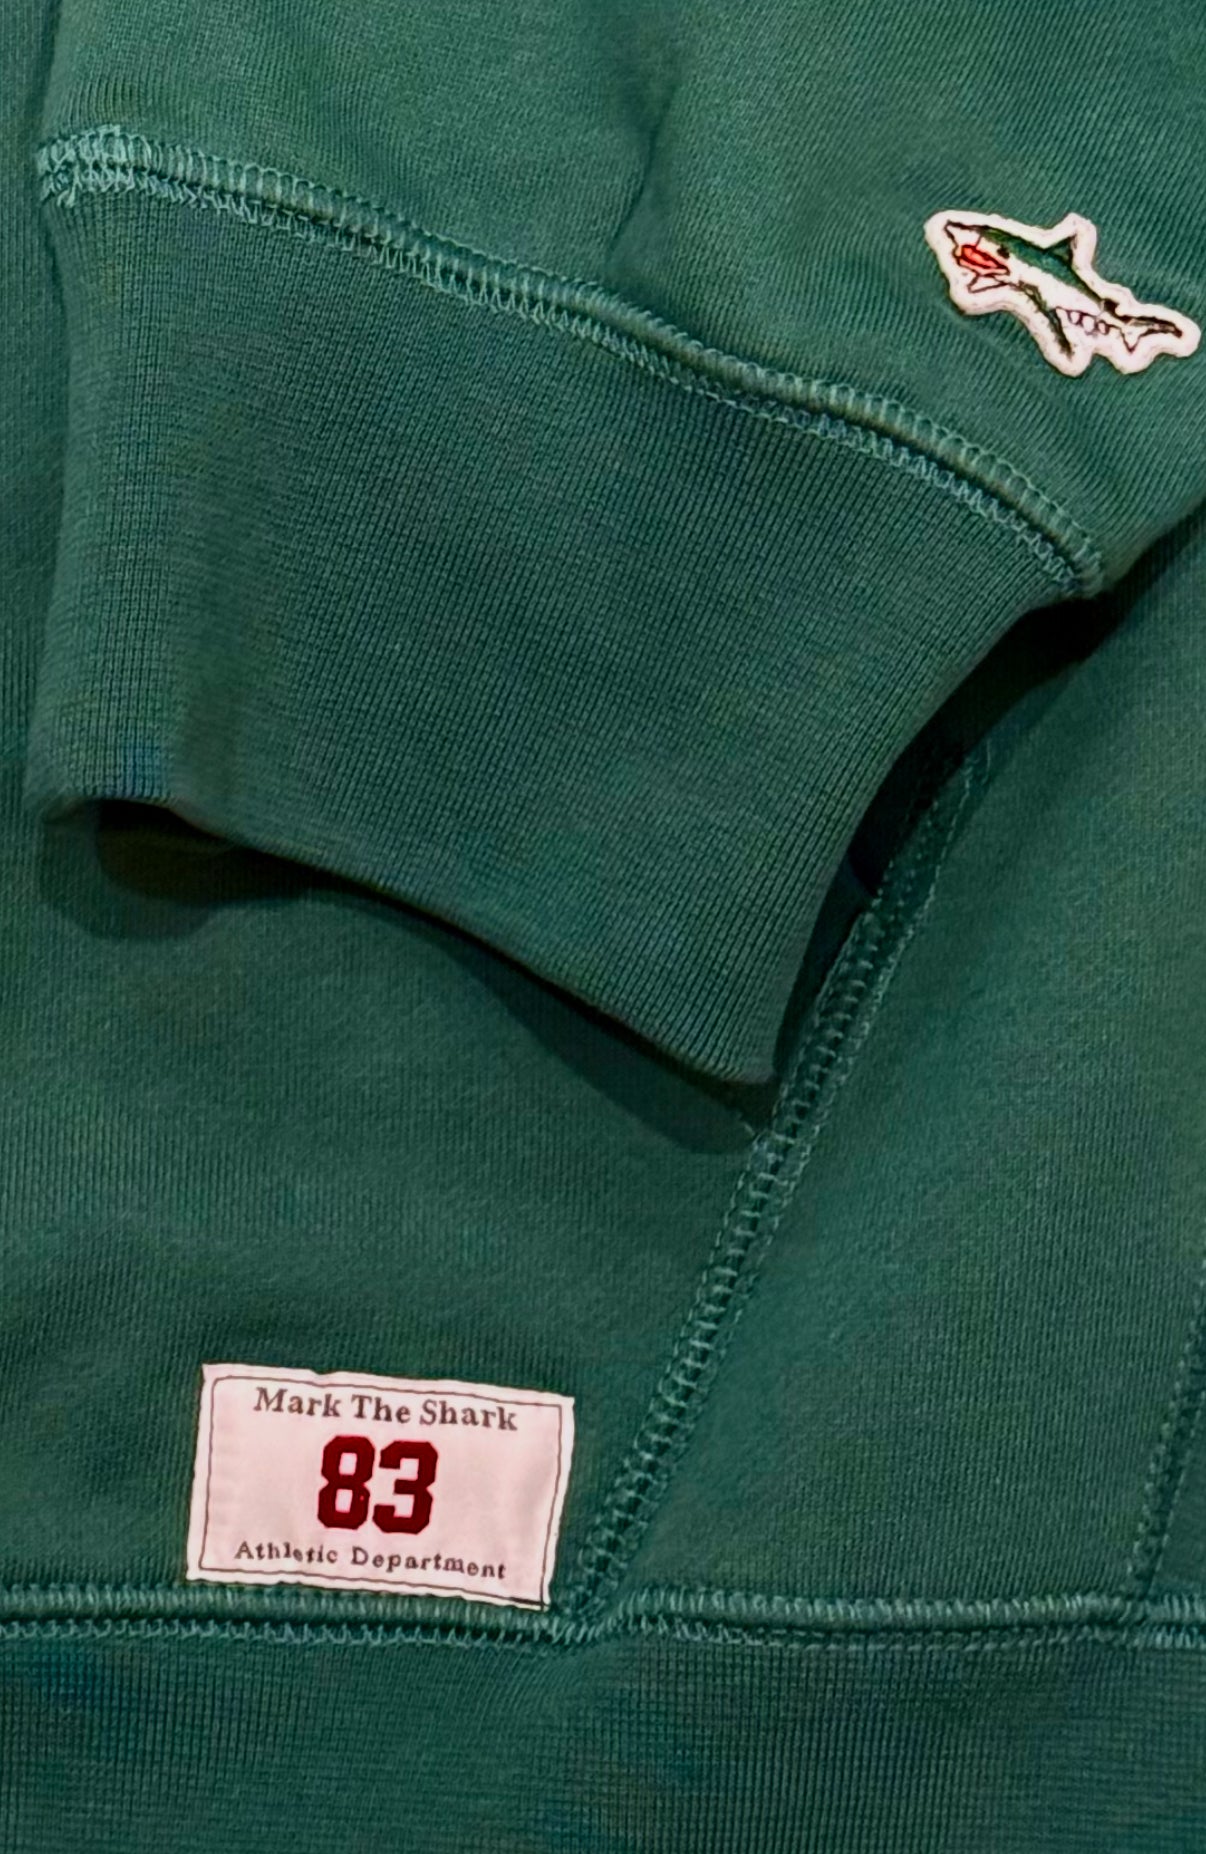 Mark The Shark
83
Athletic Department